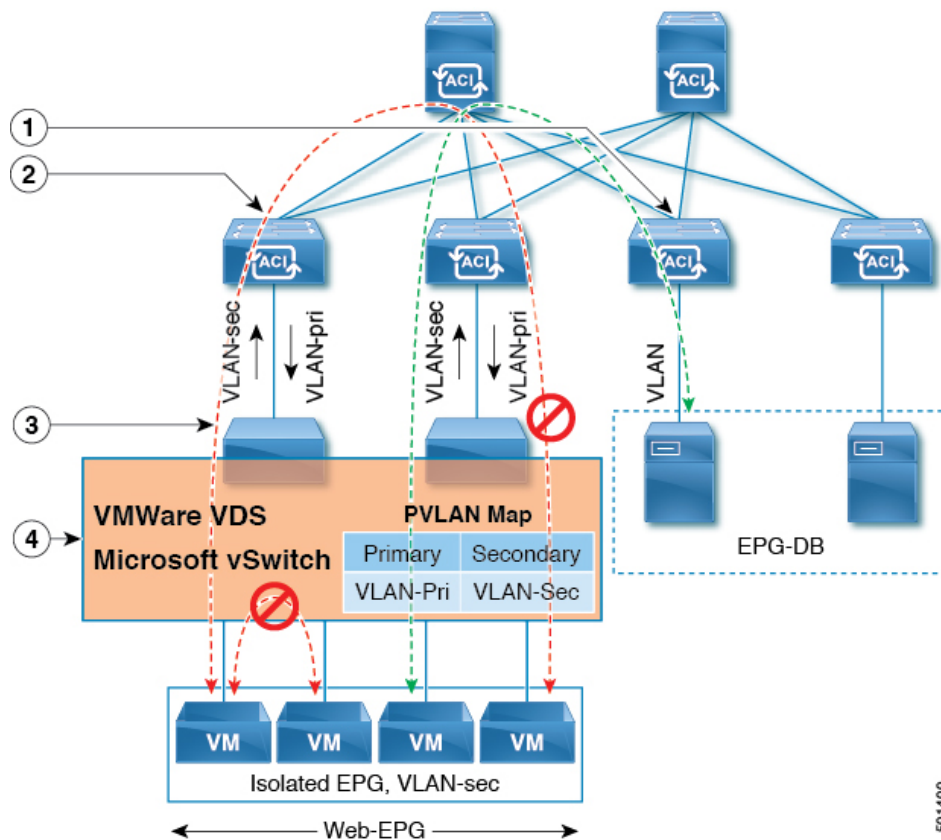 ACI
ACI
1
2
ACI
ACI
ACI
ACI
VLAN-sec
VLAN-pri
VLAN-sec
VLAN-pri
VLAN
3
4
VMWare VDS
Microsoft vSwitch
PVLAN Map
Primary
Secondary
VLAN-Pri
VLAN-Sec
EPG-DB
VM
VM
VM
VM
Isolated EPG, VLAN-sec
Web-EPG